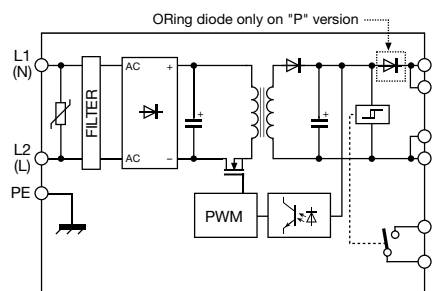 ORing diode only on "P" version
L1
(N)
FILTER
AC
+
+
+
AC
−
L2
(L)
PE
PWM